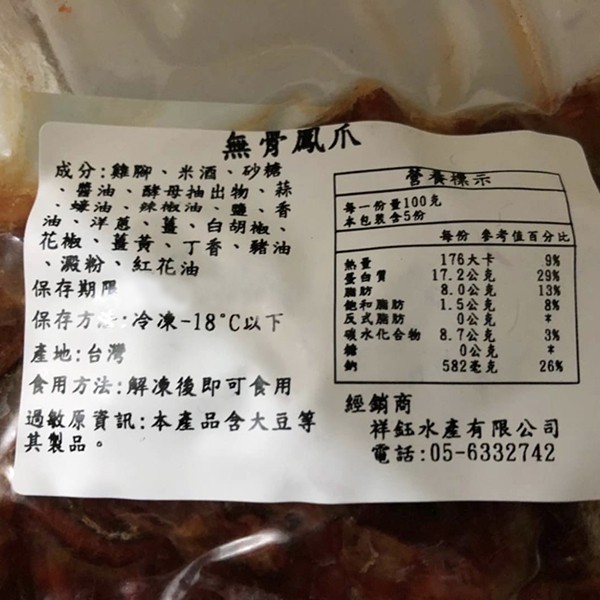 無骨鳳爪
成分:雞腳、米酒、砂糖
、醬油、酵母抽出物、蒜
、蠔油、辣椒油、鹽、香
油、洋蔥、薑、白胡椒、
花椒、薑黃、丁香、豬油
、澱粉、紅花油
保存期限
保存方法:冷凍-18°C以下
產地:台灣
食用方法:解凍後即可食用
過敏原資訊:本產品含大豆等
其製品。
營養標示
每一份量100克
本包裝含5份
每份 參考值百分比
熱量 176大卡 9%
蛋白質 17.2公克 29%
脂肪 8.0公克 13%
飽和脂肪 1.5公克 8%
反式脂肪 0公克 *
碳水化合物 8.7公克 3%
糖 0公克 *
鈉 582毫克 26%
經銷商
祥鈺水產有限公司
電話:05-6332742